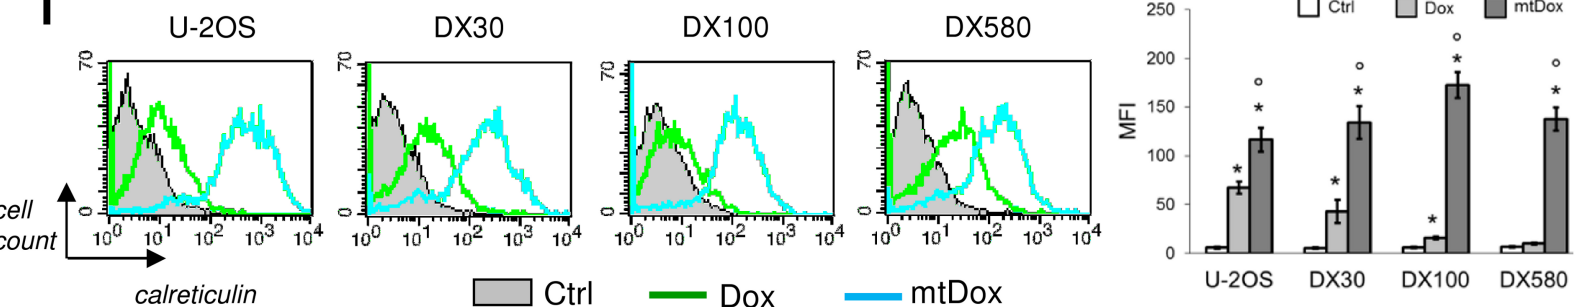 U-2OS DX30 DX100 DX580
70 70 70 70
0 0 0 0
10^0 10^1 10^2 10^3 10^4 10^0 10^1 10^2 10^3 10^4 10^0 10^1 10^2 10^3 10^4 10^0 10^1 10^2 10^3 10^4
cell
count
calreticulin
Ctrl Dox mtDox
Ctrl Dox mtDox
MFI
250
200
150
100
50
0
° * * ° * * ° * * ° *
U-2OS DX30 DX100 DX580